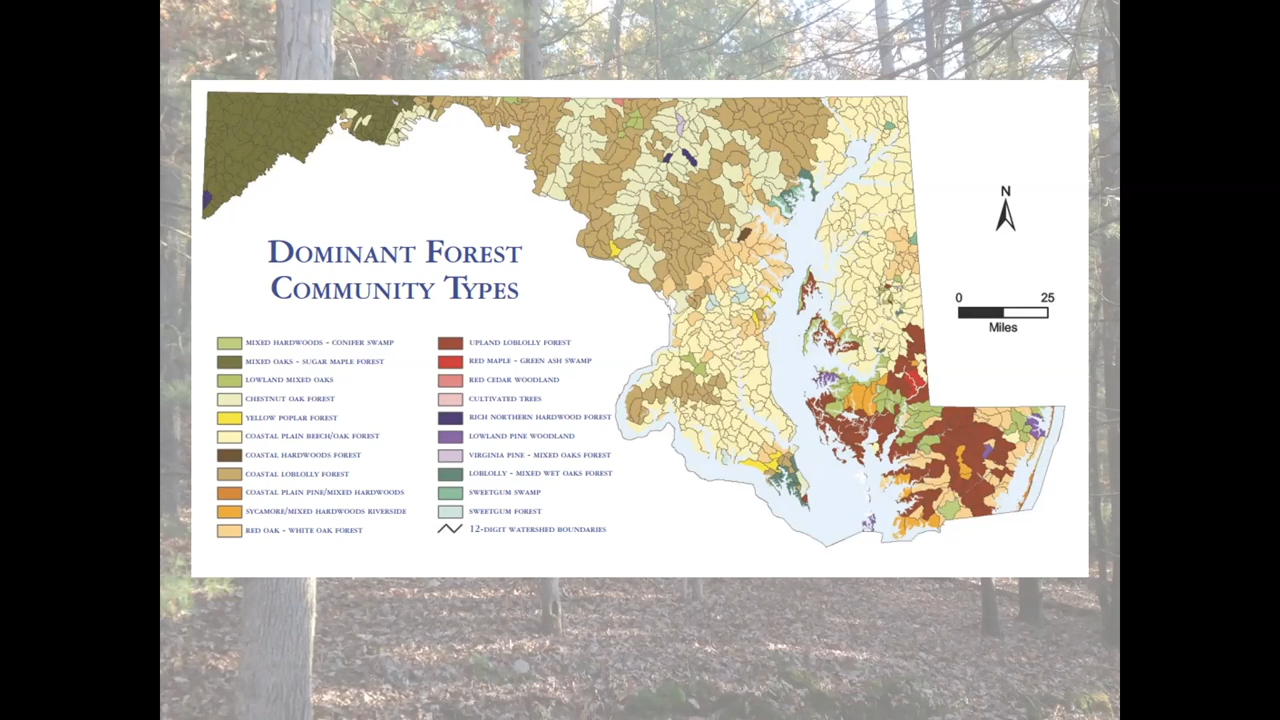 DOMINANT FOREST
COMMUNITY TYPES
N
0 25
Miles
MIXED HARDWOODS - CONIFER SWAMP
MIXED OAKS - SUGAR MAPLE FOREST
LOWLAND MIXED OAKS
CHESTNUT OAK FOREST
YELLOW POPLAR FOREST
COASTAL PLAIN BEECH/OAK FOREST
COASTAL HARDWOODS FOREST
COASTAL LOBLOLLY FOREST
COASTAL PLAIN PINE/MIXED HARDWOODS
SYCAMORE/MIXED HARDWOODS RIVERSIDE
RED OAK - WHITE OAK FOREST
UPLAND LOBLOLLY FOREST
RED MAPLE - GREEN ASH SWAMP
RED CEDAR WOODLAND
CULTIVATED TREES
RICH NORTHERN HARDWOOD FOREST
LOWLAND PINE WOODLAND
VIRGINIA PINE - MIXED OAKS FOREST
LOBLOLLY - MIXED WET OAKS FOREST
SWEETGUM SWAMP
SWEETGUM FOREST
12-DIGIT WATERSHED BOUNDARIES